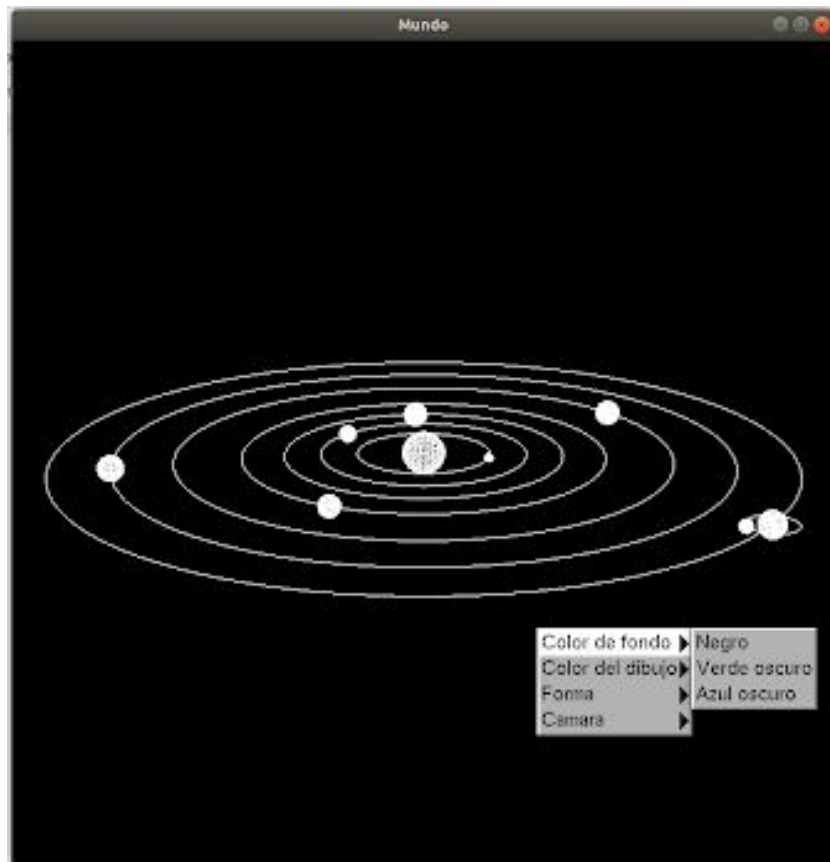 Mundo
Color de fondo
Color del dibujo
Forma
Camara
Negro
Verde oscuro
Azul oscuro